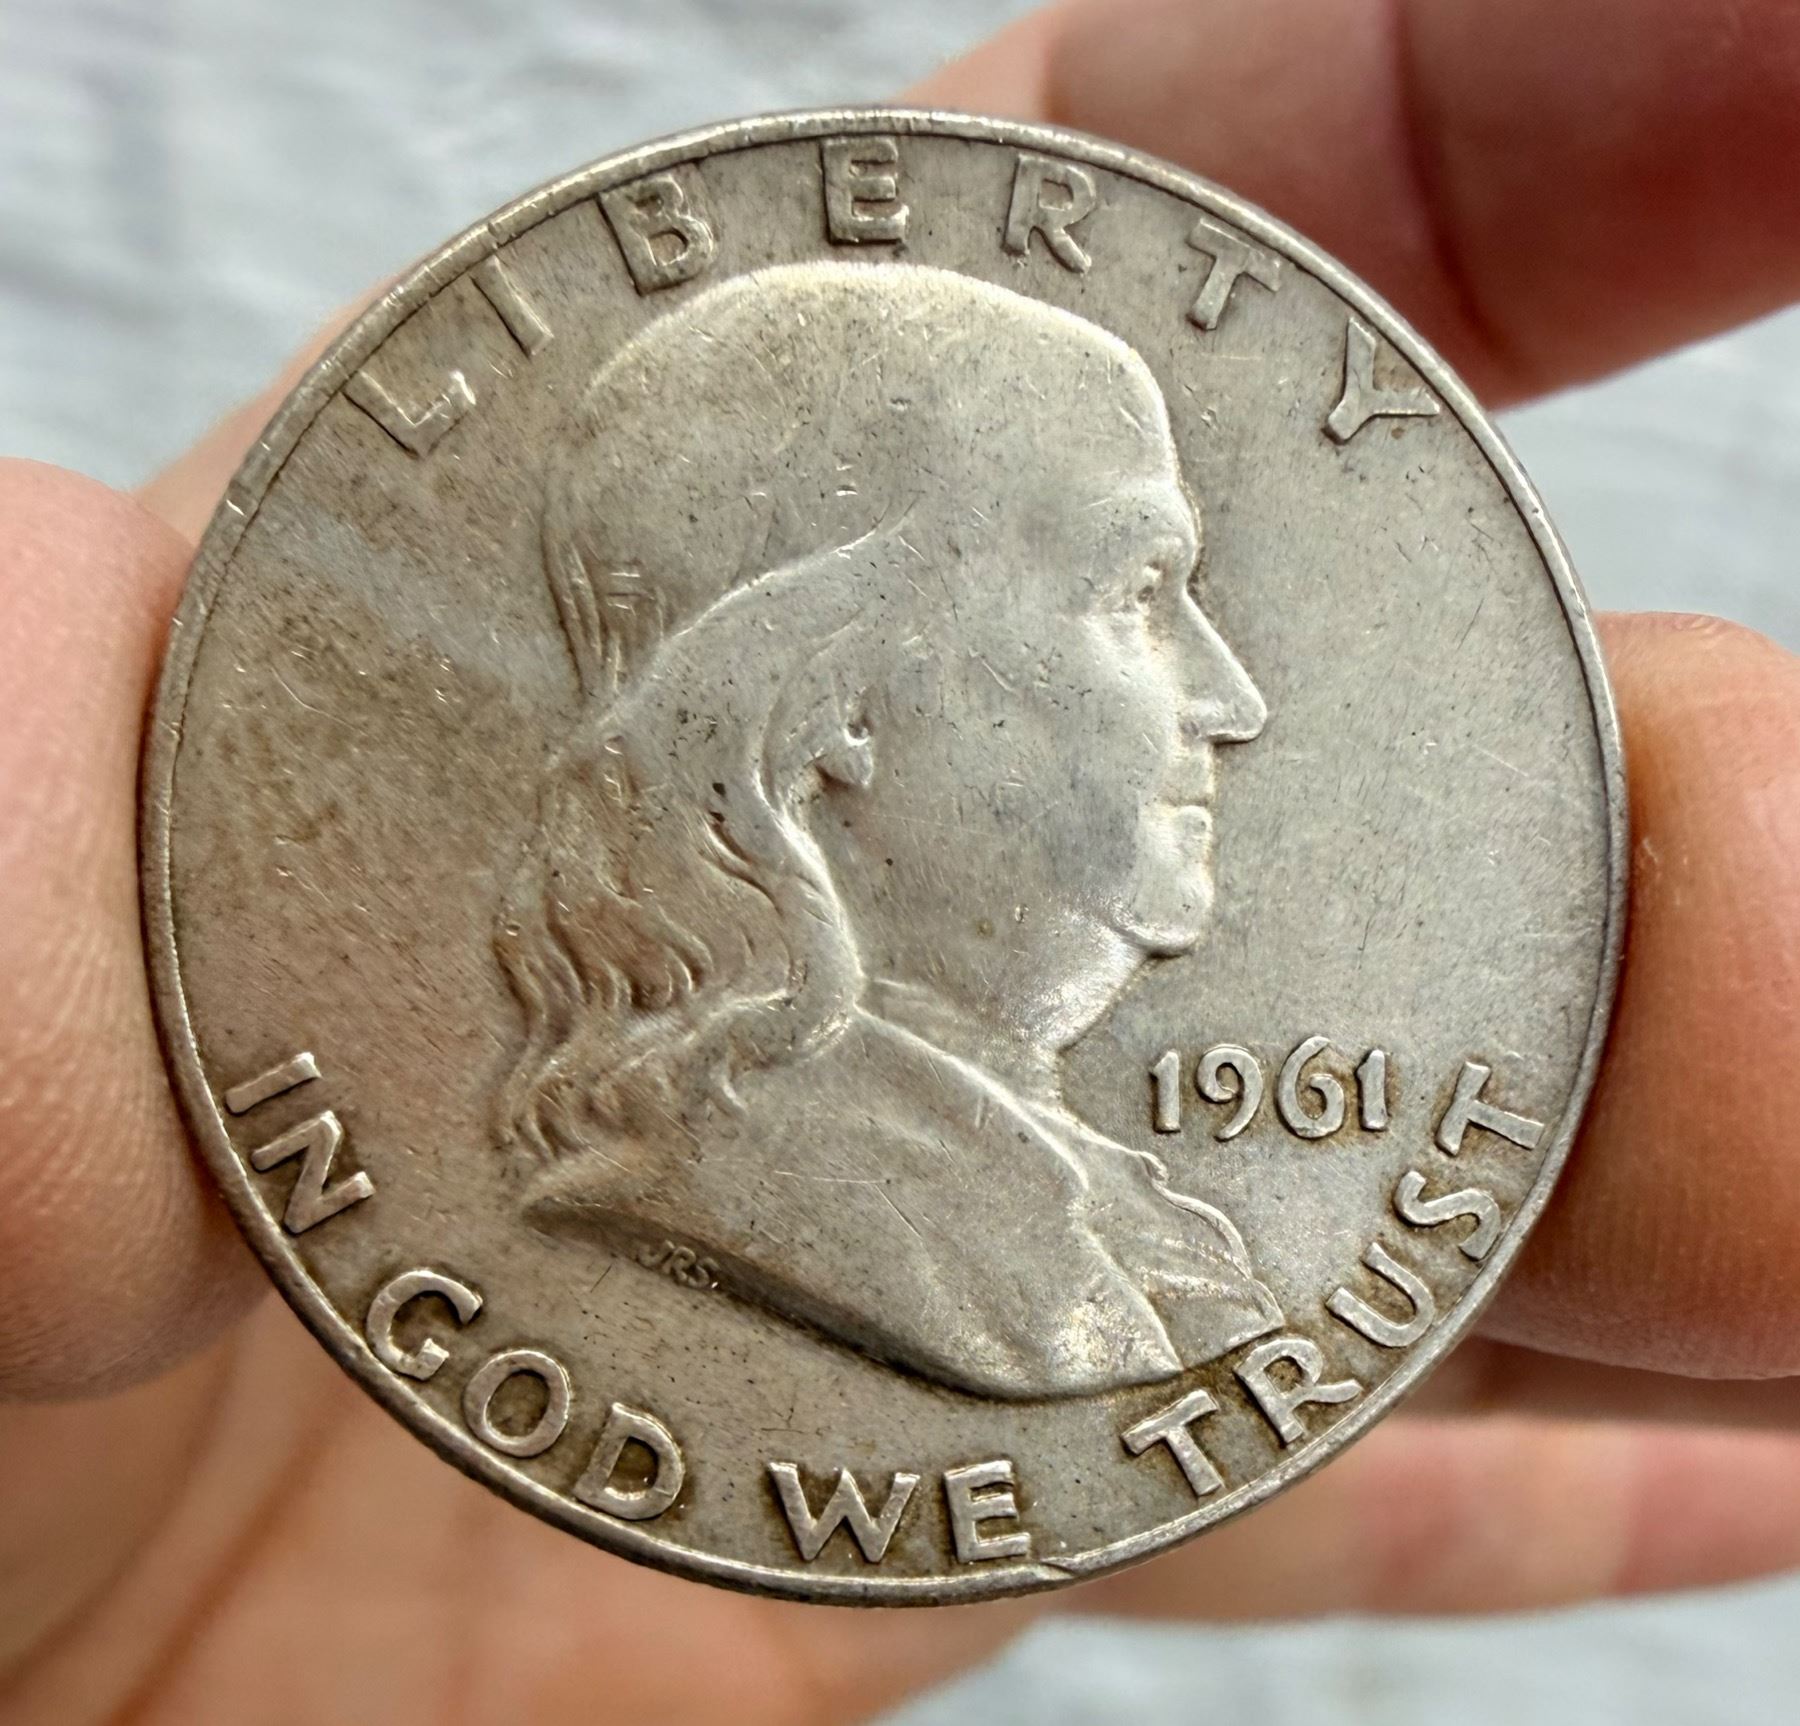 LIBERTY
1961
JRS.
IN GOD WE TRUST